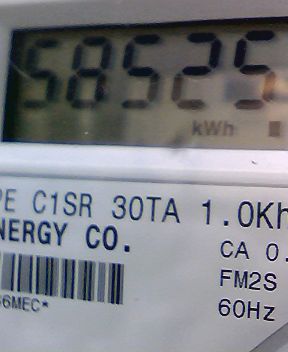 58525
kWh
PE C1SR 30TA 1.0Kh
NERGY CO.
CA 0.
FM2S
60Hz
6MEC*